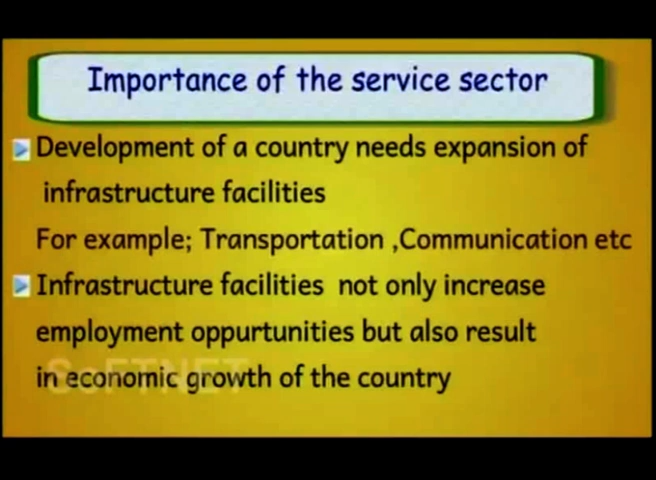 Importance of the service sector
Development of a country needs expansion of
infrastructure facilities
For example; Transportation ,Communication etc
Infrastructure facilities not only increase
employment oppurtunities but also result
in economic growth of the country
SoFTNET